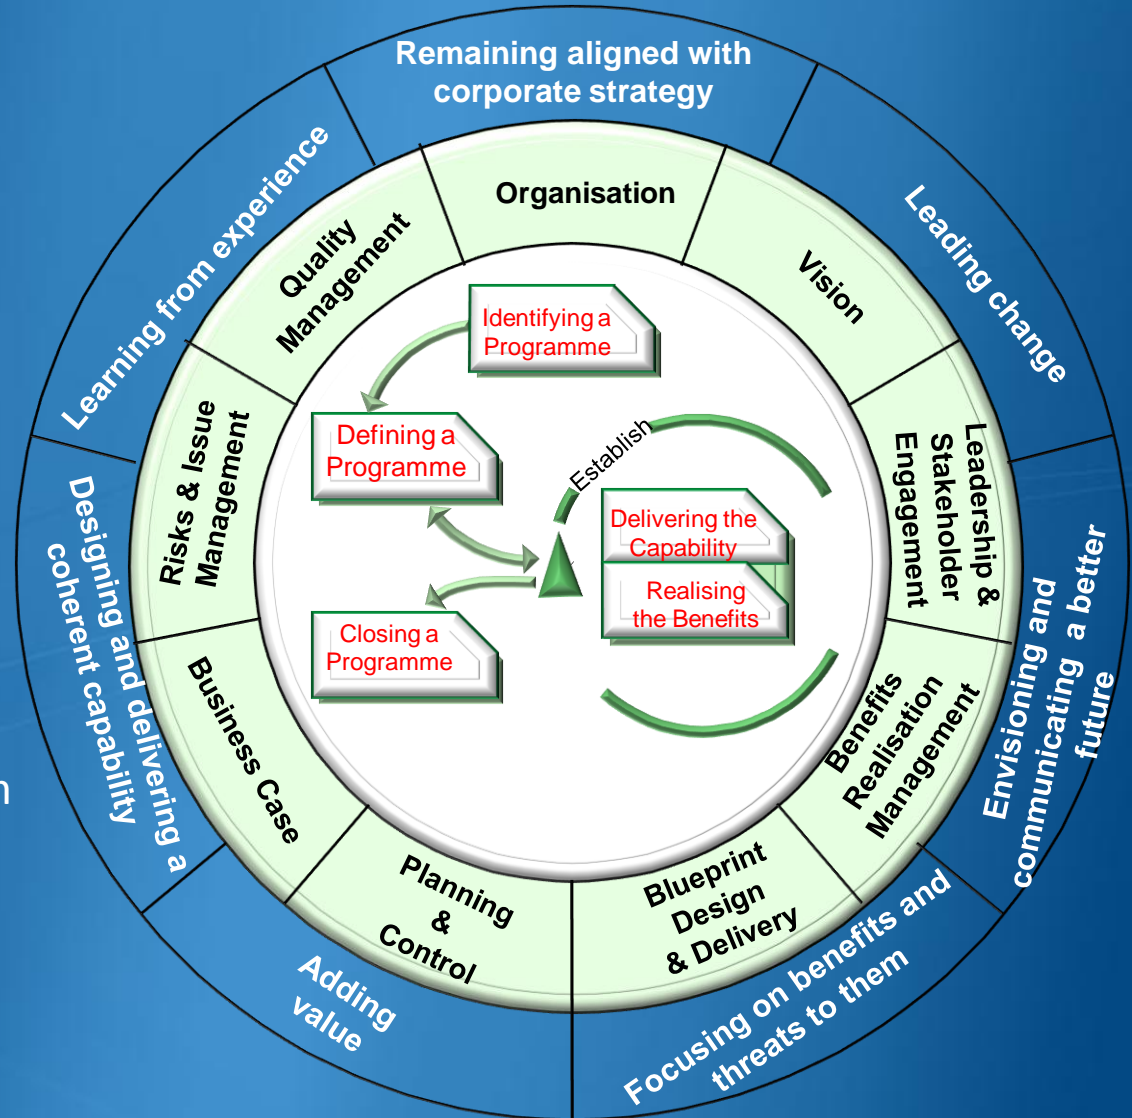 Remaining aligned with
corporate strategy
Leading change
Envisioning and
communicating a better
future
Focusing on benefits and
threats to them
Adding
value
Designing and delivering a
coherent capability
Learning from experience
Organisation
Vision
Leadership &
Stakeholder
Engagement
Benefits
Realisation
Management
Blueprint
Design
& Delivery
Planning
&
Control
Business Case
Risks & Issue
Management
Quality
Management
Identifying a
Programme
Defining a
Programme
Establish
Delivering the
Capability
Realising
the Benefits
Closing a
Programme
n